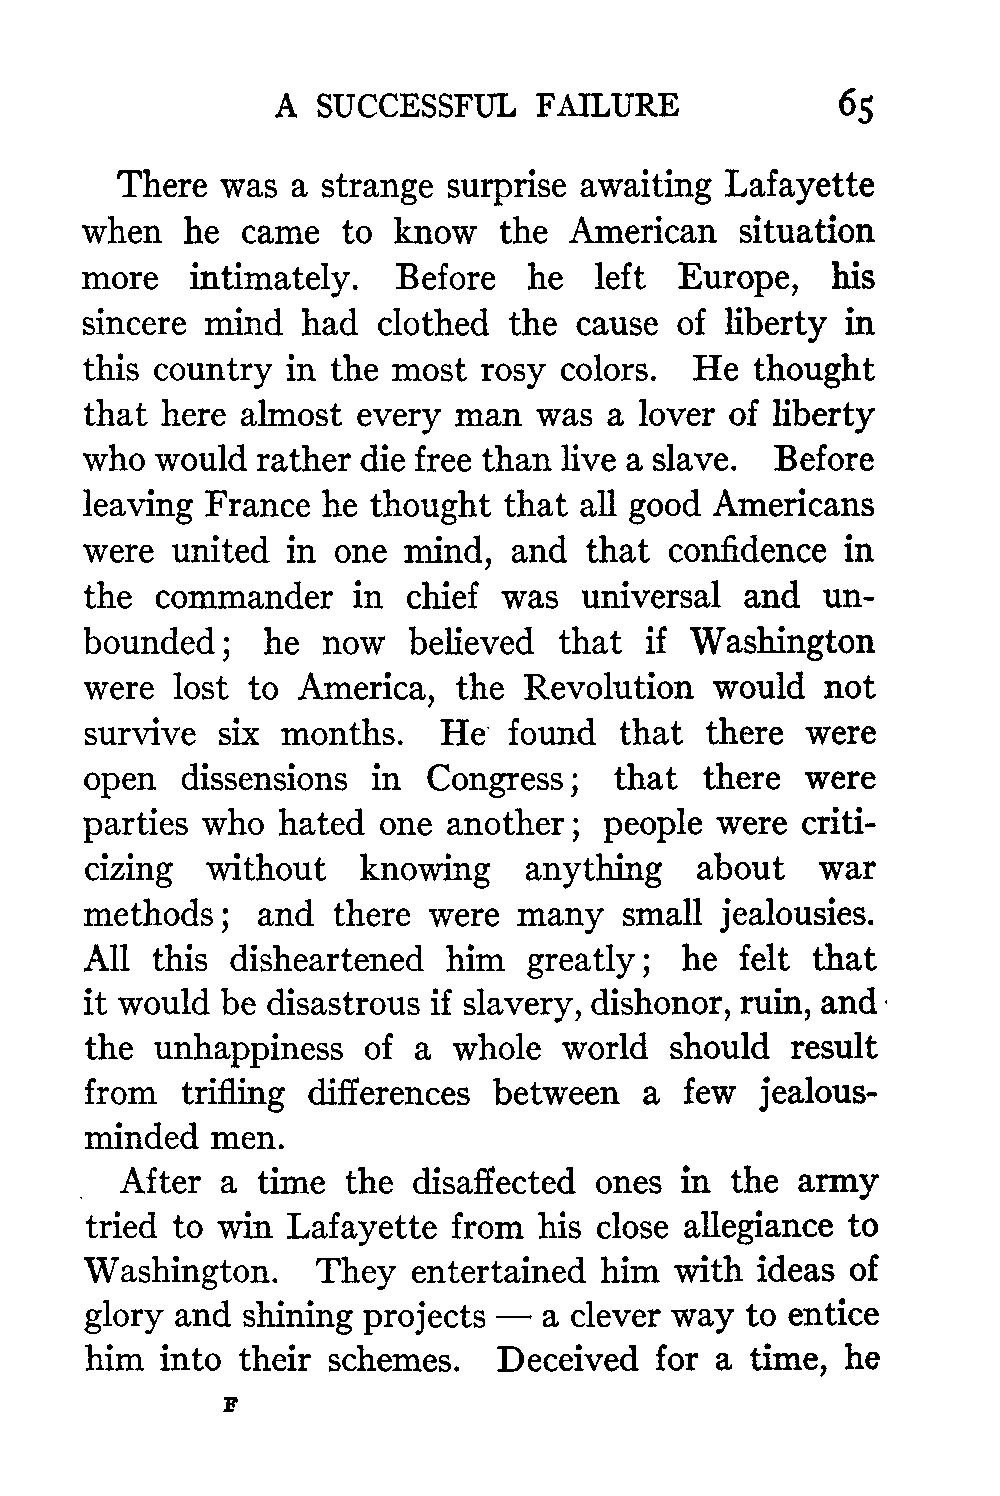 A SUCCESSFUL FAILURE 65
There was a strange surprise awaiting Lafayette
when he came to know the American situation
more intimately. Before he left Europe, his
sincere mind had clothed the cause of liberty in
this country in the most rosy colors. He thought
that here almost every man was a lover of liberty
who would rather die free than live a slave. Before
leaving France he thought that all good Americans
were united in one mind, and that confidence in
the commander in chief was universal and un-
bounded; he now believed that if Washington
were lost to America, the Revolution would not
survive six months. He found that there were
open dissensions in Congress; that there were
parties who hated one another; people were criti-
cizing without knowing anything about war
methods; and there were many small jealousies.
All this disheartened him greatly; he felt that
it would be disastrous if slavery, dishonor, ruin, and
the unhappiness of a whole world should result
from trifling differences between a few jealous-
minded men.
After a time the disaffected ones in the army
tried to win Lafayette from his close allegiance to
Washington. They entertained him with ideas of
glory and shining projects — a clever way to entice
him into their schemes. Deceived for a time, he
F